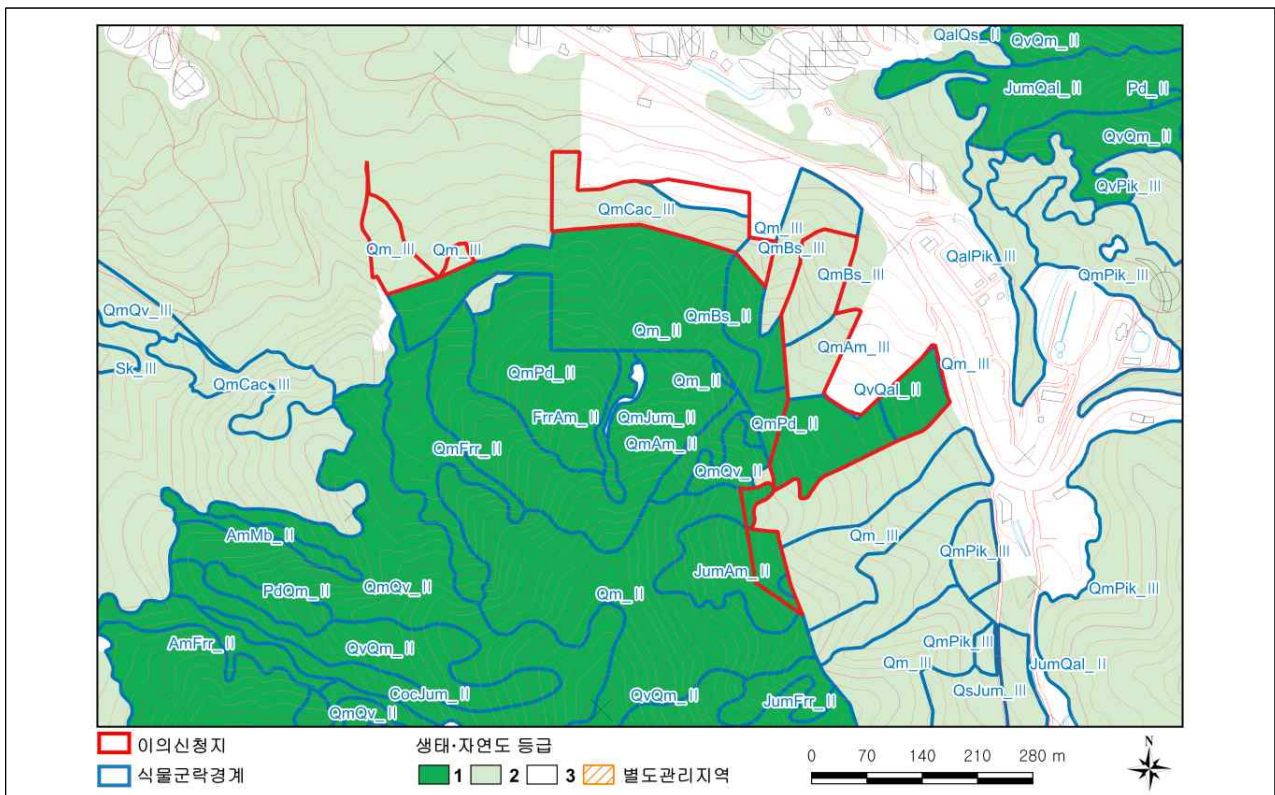 QalQs_Ⅱ
QvQm_Ⅱ
JumQal_Ⅱ
Pd_Ⅱ
QvQm_Ⅱ
QvPik_Ⅲ
QmCac_Ⅲ
Qm_Ⅲ
Qm_Ⅲ
Qm_Ⅲ
QmBs_Ⅲ
QmBs_Ⅲ
QalPik_Ⅲ
QmPik_Ⅲ
QmQv_Ⅲ
Qm_Ⅱ
QmBs_Ⅱ
QmAm_Ⅲ
Sk_Ⅲ
QmCac_Ⅲ
QmPd_Ⅱ
Qm_Ⅱ
QvQal_Ⅱ
Qm_Ⅲ
FrrAm_Ⅱ
QmJum_Ⅱ
QmPd_Ⅱ
QmFrr_Ⅱ
QmAm_Ⅱ
QmQv_Ⅱ
AmMb_Ⅱ
Qm_Ⅲ
QmPik_Ⅲ
JumAm_Ⅱ
PdQm_Ⅱ
QmQv_Ⅱ
Qm_Ⅱ
QmPik_Ⅲ
AmFrr_Ⅱ
QvQm_Ⅱ
QmPik_Ⅲ
Qm_Ⅲ
JumQal_Ⅱ
CocJum_Ⅱ
QvQm_Ⅱ
JumFrr_Ⅱ
QsJum_Ⅲ
QmQv_Ⅱ
이의신청지
식물군락경계
생태·자연도 등급
1 2 3 별도관리지역
0 70 140 210 280 m
N